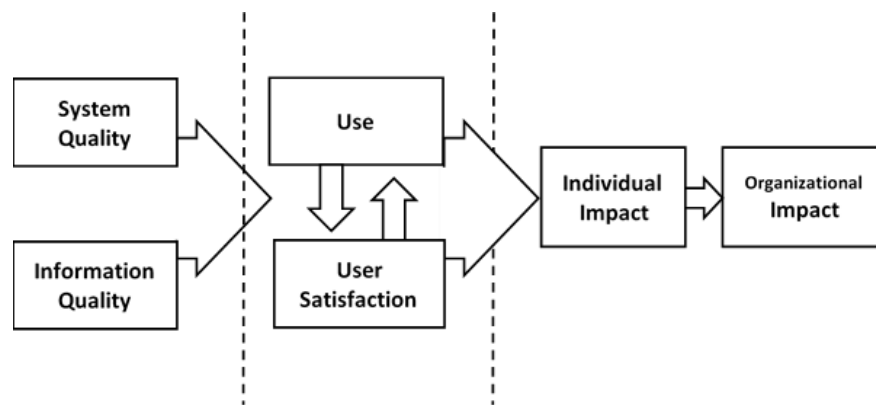 System
Quality
Use
Individual
Impact
Organizational
Impact
Information
Quality
User
Satisfaction